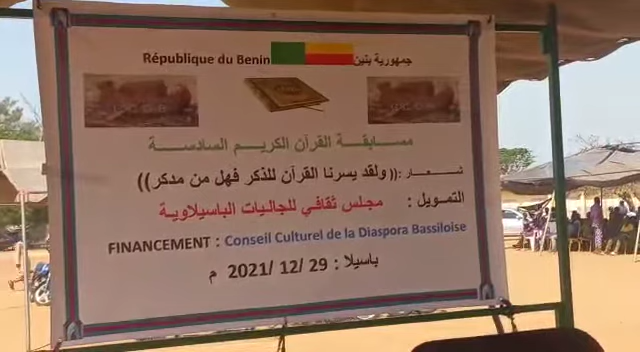 République du Benin جمهورية بنين
مسابقة القرآن الكريم السادسة
شعار :((ولقد يسرنا القرآن للذكر فهل من مدكر))
التمويل : مجلس ثقافي للجاليات الباسيلاوية
FINANCEMENT : Conseil Culturel de la Diaspora Bassiloise
باسيلا : 29 /12 /2021 م